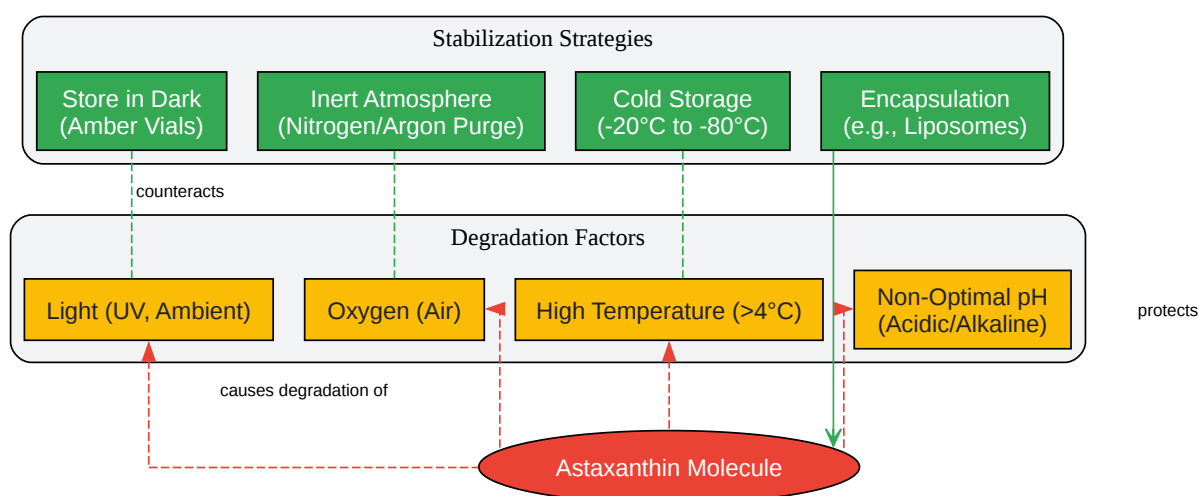 Stabilization Strategies
Store in Dark
(Amber Vials)
Inert Atmosphere
(Nitrogen/Argon Purge)
Cold Storage
(-20°C to -80°C)
Encapsulation
(e.g., Liposomes)
counteracts
Degradation Factors
Light (UV, Ambient)
Oxygen (Air)
High Temperature (>4°C)
Non-Optimal pH
(Acidic/Alkaline)
protects
causes degradation of
Astaxanthin Molecule